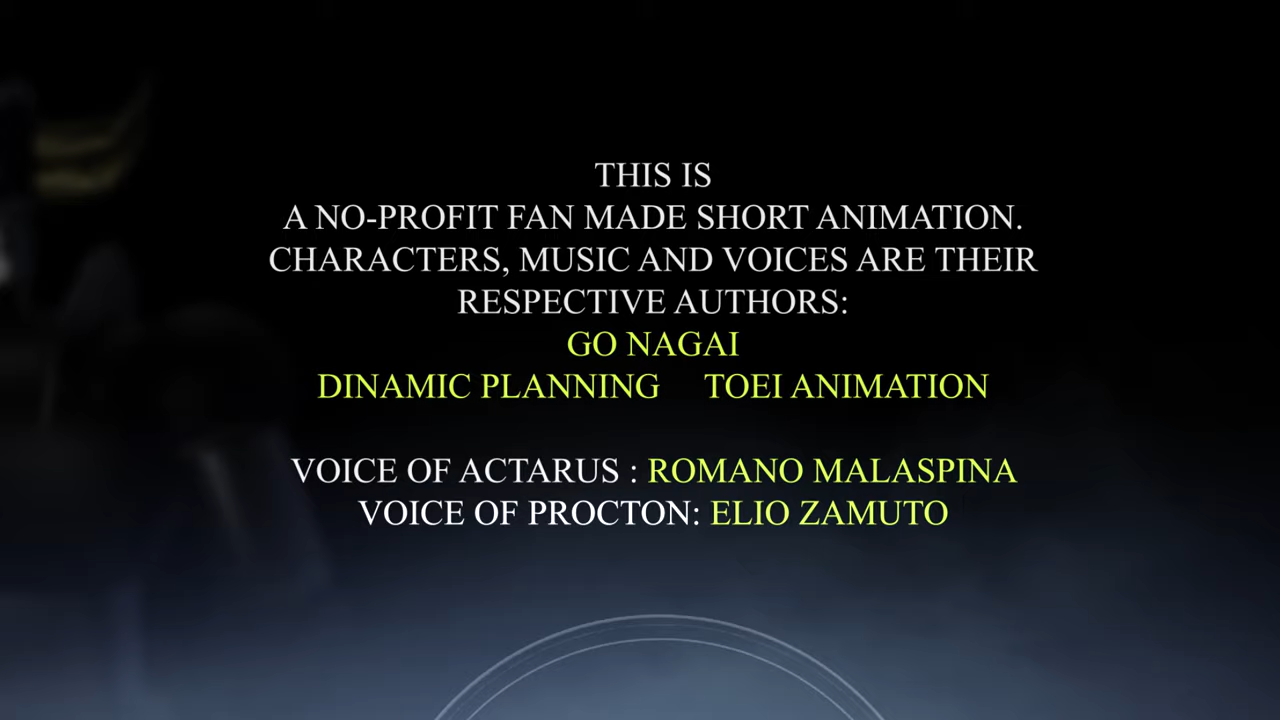 THIS IS
A NO-PROFIT FAN MADE SHORT ANIMATION.
CHARACTERS, MUSIC AND VOICES ARE THEIR
RESPECTIVE AUTHORS:
GO NAGAI
DINAMIC PLANNING TOEI ANIMATION
VOICE OF ACTARUS : ROMANO MALASPINA
VOICE OF PROCTON: ELIO ZAMUTO